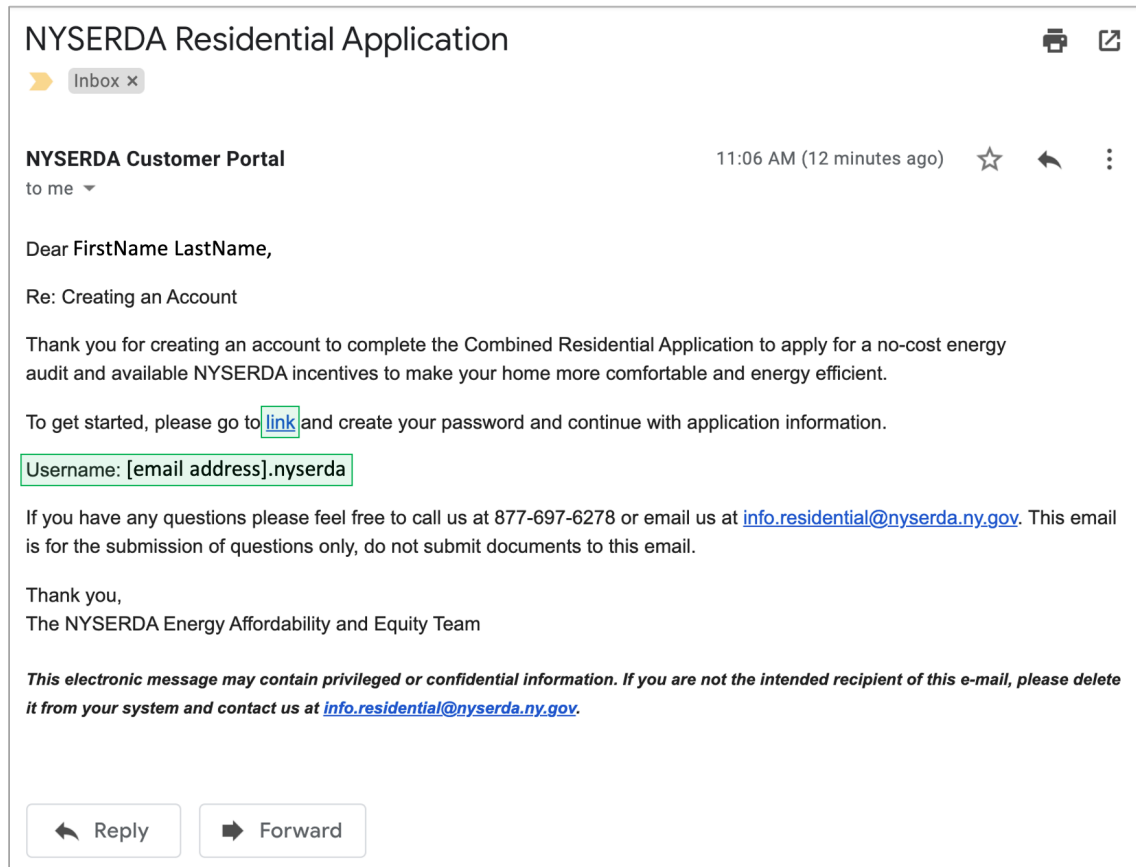 NYSERDA Residential Application
Inbox ×
NYSERDA Customer Portal
11:06 AM (12 minutes ago)
to me
Dear FirstName LastName,
Re: Creating an Account
Thank you for creating an account to complete the Combined Residential Application to apply for a no-cost energy
audit and available NYSERDA incentives to make your home more comfortable and energy efficient.
To get started, please go to link and create your password and continue with application information.
Username: [email address].nyserda
If you have any questions please feel free to call us at 877-697-6278 or email us at info.residential@nyserda.ny.gov. This email
is for the submission of questions only, do not submit documents to this email.
Thank you,
The NYSERDA Energy Affordability and Equity Team
This electronic message may contain privileged or confidential information. If you are not the intended recipient of this e-mail, please delete
it from your system and contact us at info.residential@nyserda.ny.gov.
Reply
Forward